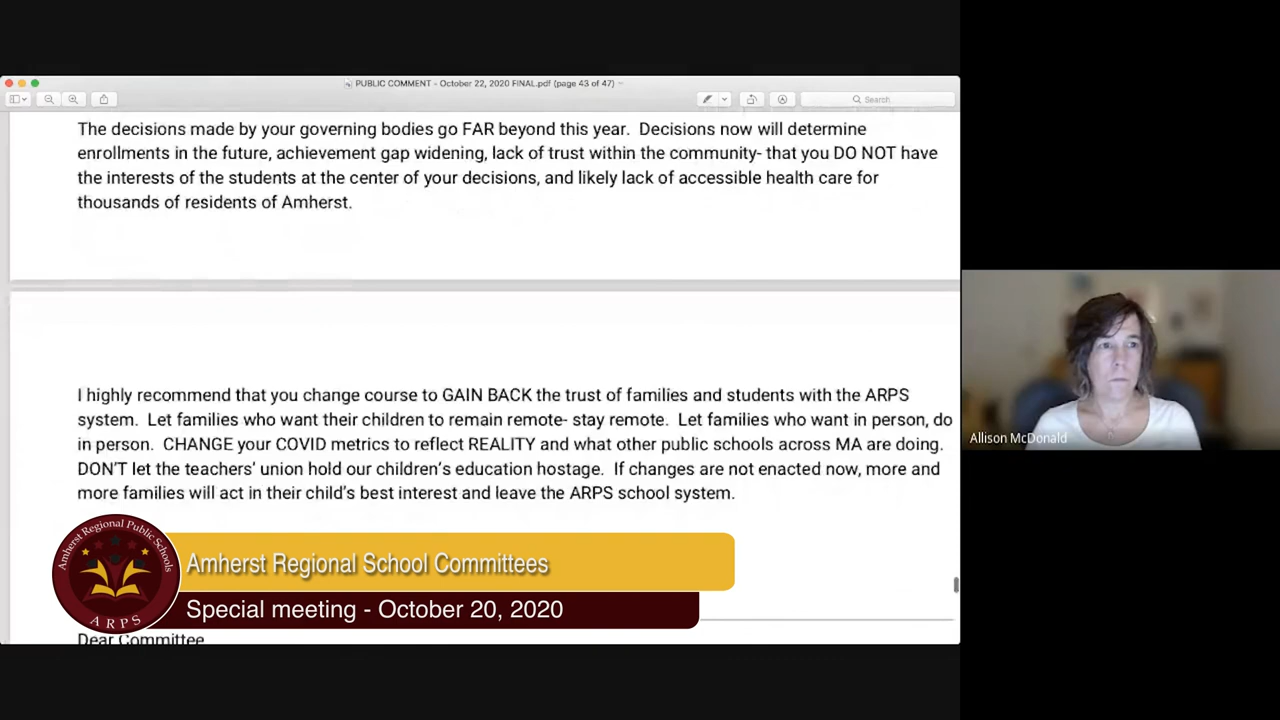 PUBLIC COMMENT - October 22, 2020 FINAL.pdf (page 43 of 47)
Search
The decisions made by your governing bodies go FAR beyond this year.  Decisions now will determine
enrollments in the future, achievement gap widening, lack of trust within the community- that you DO NOT have
the interests of the students at the center of your decisions, and likely lack of accessible health care for
thousands of residents of Amherst.
I highly recommend that you change course to GAIN BACK the trust of families and students with the ARPS
system.  Let families who want their children to remain remote- stay remote.  Let families who want in person, do
in person.  CHANGE your COVID metrics to reflect REALITY and what other public schools across MA are doing.
DON'T let the teachers' union hold our children's education hostage.  If changes are not enacted now, more and
more families will act in their child's best interest and leave the ARPS school system.
Allison McDonald
Amherst Regional Public Schools
ARPS
Amherst Regional School Committees
Special meeting - October 20, 2020
Dear Committee